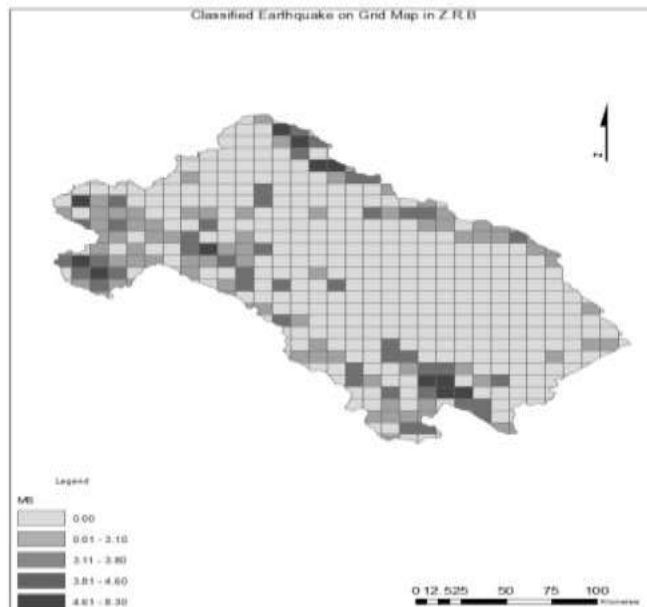 Classified Earthquake on Grid Map in Z.R.B
N
Legend
MB
0.00
0.01 - 3.10
3.11 - 3.80
3.81 - 4.60
4.61 - 6.30
0 12.525 50 75 100
Kilometers